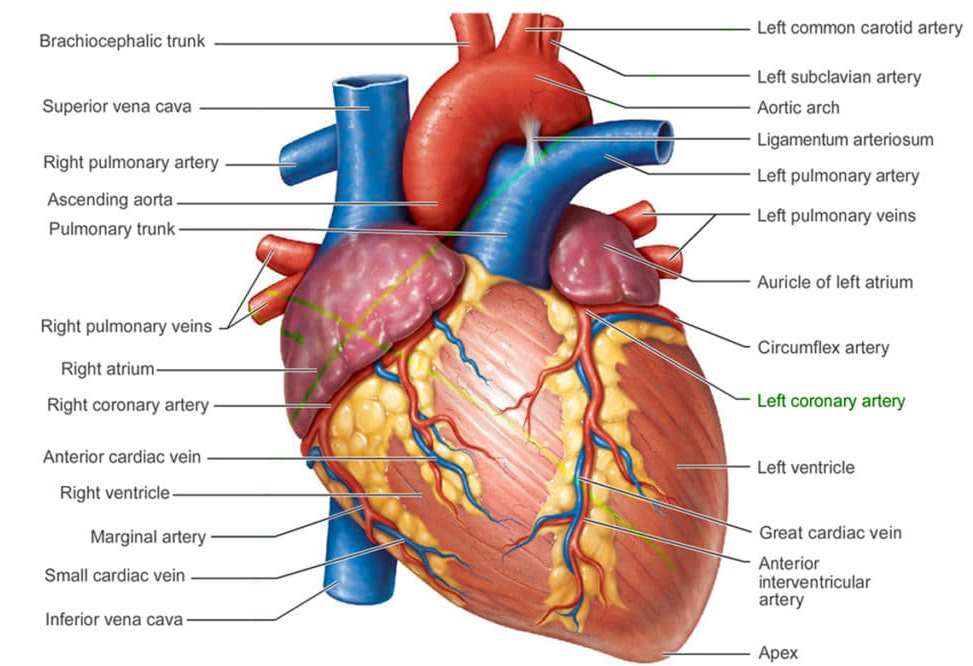 Brachiocephalic trunk
Superior vena cava
Right pulmonary artery
Ascending aorta
Pulmonary trunk
Right pulmonary veins
Right atrium
Right coronary artery
Anterior cardiac vein
Right ventricle
Marginal artery
Small cardiac vein
Inferior vena cava
Left common carotid artery
Left subclavian artery
Aortic arch
Ligamentum arteriosum
Left pulmonary artery
Left pulmonary veins
Auricle of left atrium
Circumflex artery
Left coronary artery
Left ventricle
Great cardiac vein
Anterior
interventricular
artery
Apex